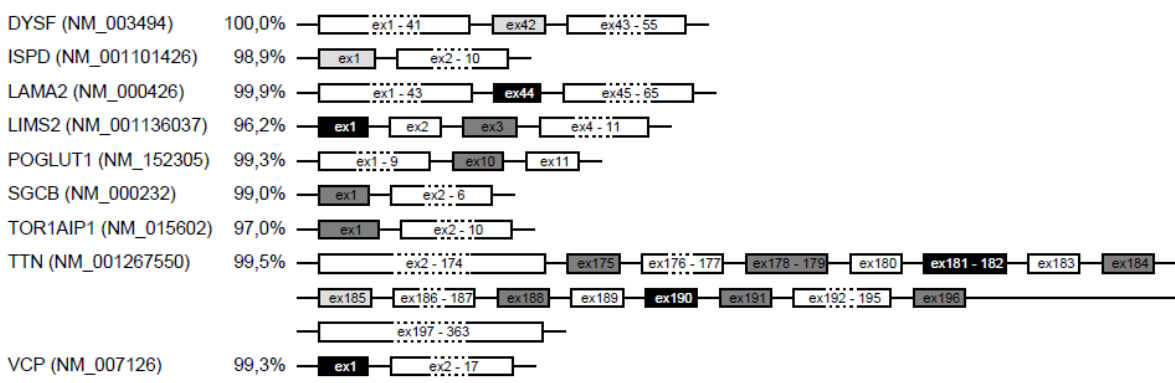 DYSF (NM_003494) 100,0% ex1 - 41 ex42 ex43 - 55
ISPD (NM_001101426) 98,9% ex1 ex2 - 10
LAMA2 (NM_000426) 99,9% ex1 - 43 ex44 ex45 - 65
LIMS2 (NM_001136037) 96,2% ex1 ex2 ex3 ex4 - 11
POGLUT1 (NM_152305) 99,3% ex1 - 9 ex10 ex11
SGCB (NM_000232) 99,0% ex1 ex2 - 6
TOR1AIP1 (NM_015602) 97,0% ex1 ex2 - 10
TTN (NM_001267550) 99,5% ex2 - 174 ex175 ex176 - 177 ex178 - 179 ex180 ex181 - 182 ex183 ex184
ex185 ex186 - 187 ex188 ex189 ex190 ex191 ex192 - 195 ex196
ex197 - 363
VCP (NM_007126) 99,3% ex1 ex2 - 17